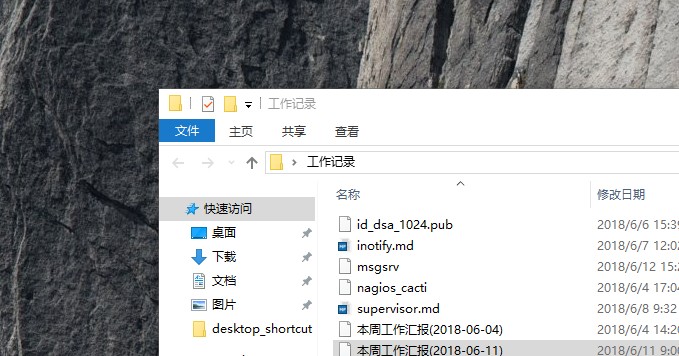 工作记录
文件 主页 共享 查看
工作记录
名称 修改日期
快速访问
桌面
下载
文档
图片
desktop_shortcut
id_dsa_1024.pub 2018/6/6 15:39
inotify.md 2018/6/7 12:02
msgsrv 2018/6/12 15:2
nagios_cacti 2018/6/4 17:04
supervisor.md 2018/6/8 9:32
本周工作汇报(2018-06-04) 2018/6/4 14:20
本周工作汇报(2018-06-11) 2018/6/11 9:09